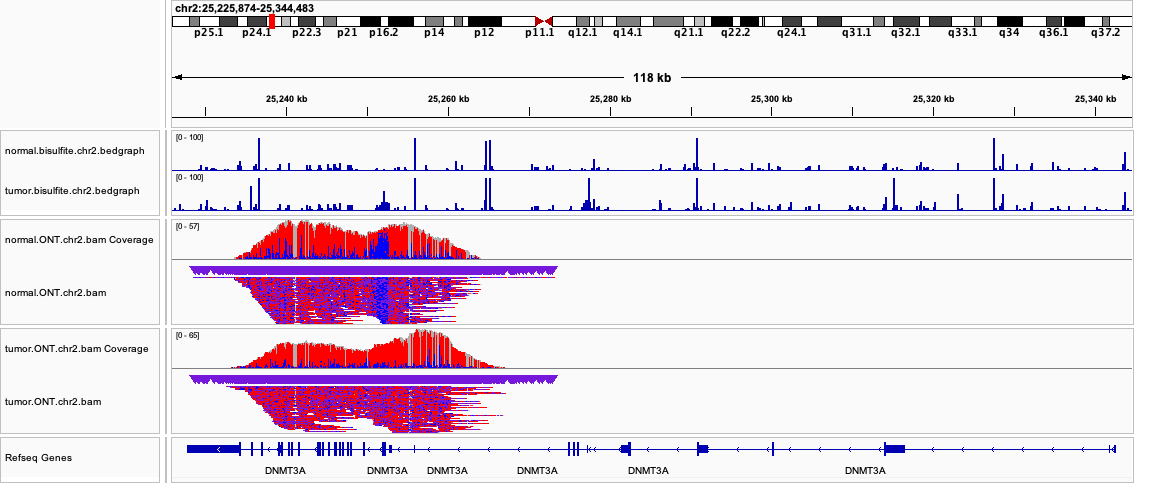 chr2:25,225,874-25,344,483
p25.1 p24.1 p22.3 p21 p16.2 p14 p12 p11.1 q12.1 q14.1 q21.1 q22.2 q24.1 q31.1 q32.1 q33.1 q34 q36.1 q37.2
118 kb
25,240 kb 25,260 kb 25,280 kb 25,300 kb 25,320 kb 25,340 kb
[0 - 100]
normal.bisulfite.chr2.bedgraph
[0 - 100]
tumor.bisulfite.chr2.bedgraph
[0 - 57]
normal.ONT.chr2.bam Coverage
normal.ONT.chr2.bam
[0 - 65]
tumor.ONT.chr2.bam Coverage
tumor.ONT.chr2.bam
Refseq Genes
DNMT3A DNMT3A DNMT3A DNMT3A DNMT3A DNMT3A